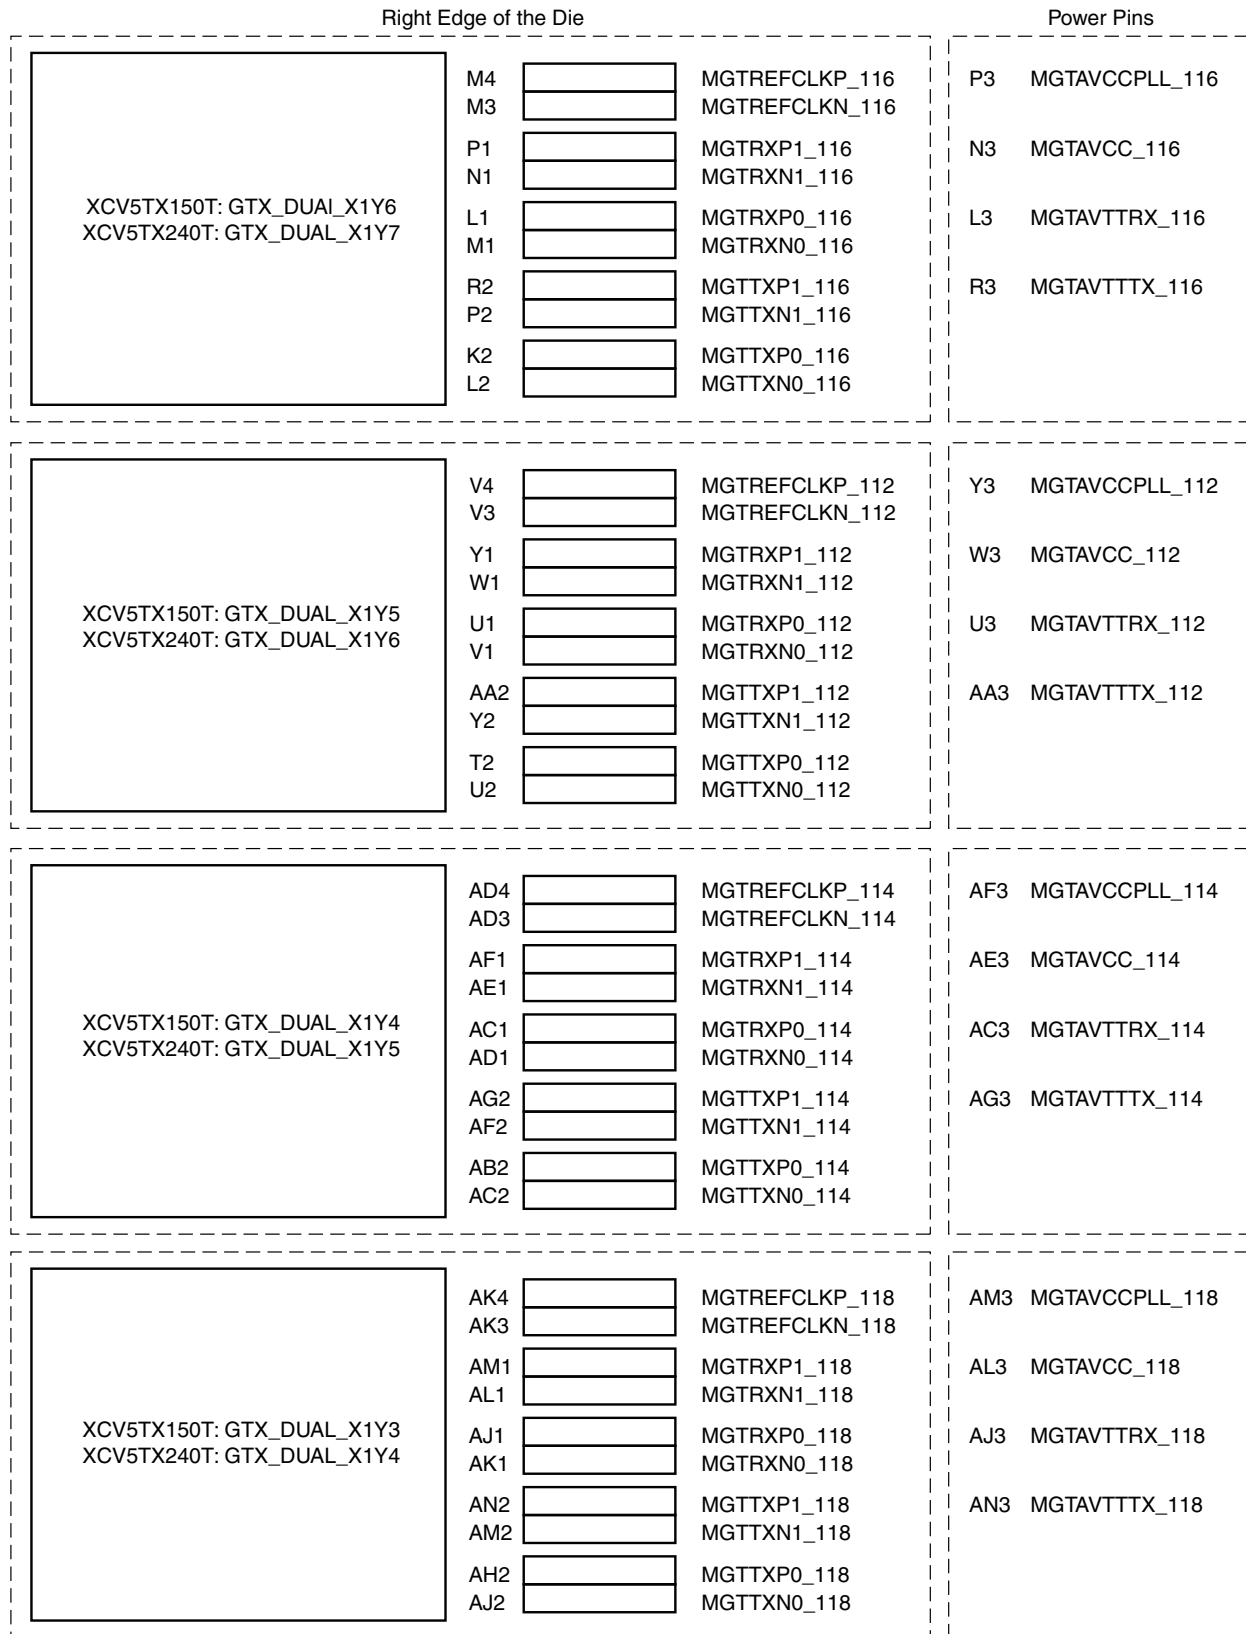 Right Edge of the Die Power Pins
M4 MGTREFCLKP_116 P3 MGTAVCCPLL_116
M3 MGTREFCLKN_116
P1 MGTRXP1_116 N3 MGTAVCC_116
N1 MGTRXN1_116
XCV5TX150T: GTX_DUAl_X1Y6
XCV5TX240T: GTX_DUAL_X1Y7
L1 MGTRXP0_116 L3 MGTAVTTRX_116
M1 MGTRXN0_116
R2 MGTTXP1_116 R3 MGTAVTTTX_116
P2 MGTTXN1_116
K2 MGTTXP0_116
L2 MGTTXN0_116
V4 MGTREFCLKP_112 Y3 MGTAVCCPLL_112
V3 MGTREFCLKN_112
Y1 MGTRXP1_112 W3 MGTAVCC_112
W1 MGTRXN1_112
XCV5TX150T: GTX_DUAL_X1Y5
XCV5TX240T: GTX_DUAL_X1Y6
U1 MGTRXP0_112 U3 MGTAVTTRX_112
V1 MGTRXN0_112
AA2 MGTTXP1_112 AA3 MGTAVTTTX_112
Y2 MGTTXN1_112
T2 MGTTXP0_112
U2 MGTTXN0_112
AD4 MGTREFCLKP_114 AF3 MGTAVCCPLL_114
AD3 MGTREFCLKN_114
AF1 MGTRXP1_114 AE3 MGTAVCC_114
AE1 MGTRXN1_114
XCV5TX150T: GTX_DUAL_X1Y4
XCV5TX240T: GTX_DUAL_X1Y5
AC1 MGTRXP0_114 AC3 MGTAVTTRX_114
AD1 MGTRXN0_114
AG2 MGTTXP1_114 AG3 MGTAVTTTX_114
AF2 MGTTXN1_114
AB2 MGTTXP0_114
AC2 MGTTXN0_114
AK4 MGTREFCLKP_118 AM3 MGTAVCCPLL_118
AK3 MGTREFCLKN_118
AM1 MGTRXP1_118 AL3 MGTAVCC_118
AL1 MGTRXN1_118
XCV5TX150T: GTX_DUAL_X1Y3
XCV5TX240T: GTX_DUAL_X1Y4
AJ1 MGTRXP0_118 AJ3 MGTAVTTRX_118
AK1 MGTRXN0_118
AN2 MGTTXP1_118 AN3 MGTAVTTTX_118
AM2 MGTTXN1_118
AH2 MGTTXP0_118
AJ2 MGTTXN0_118